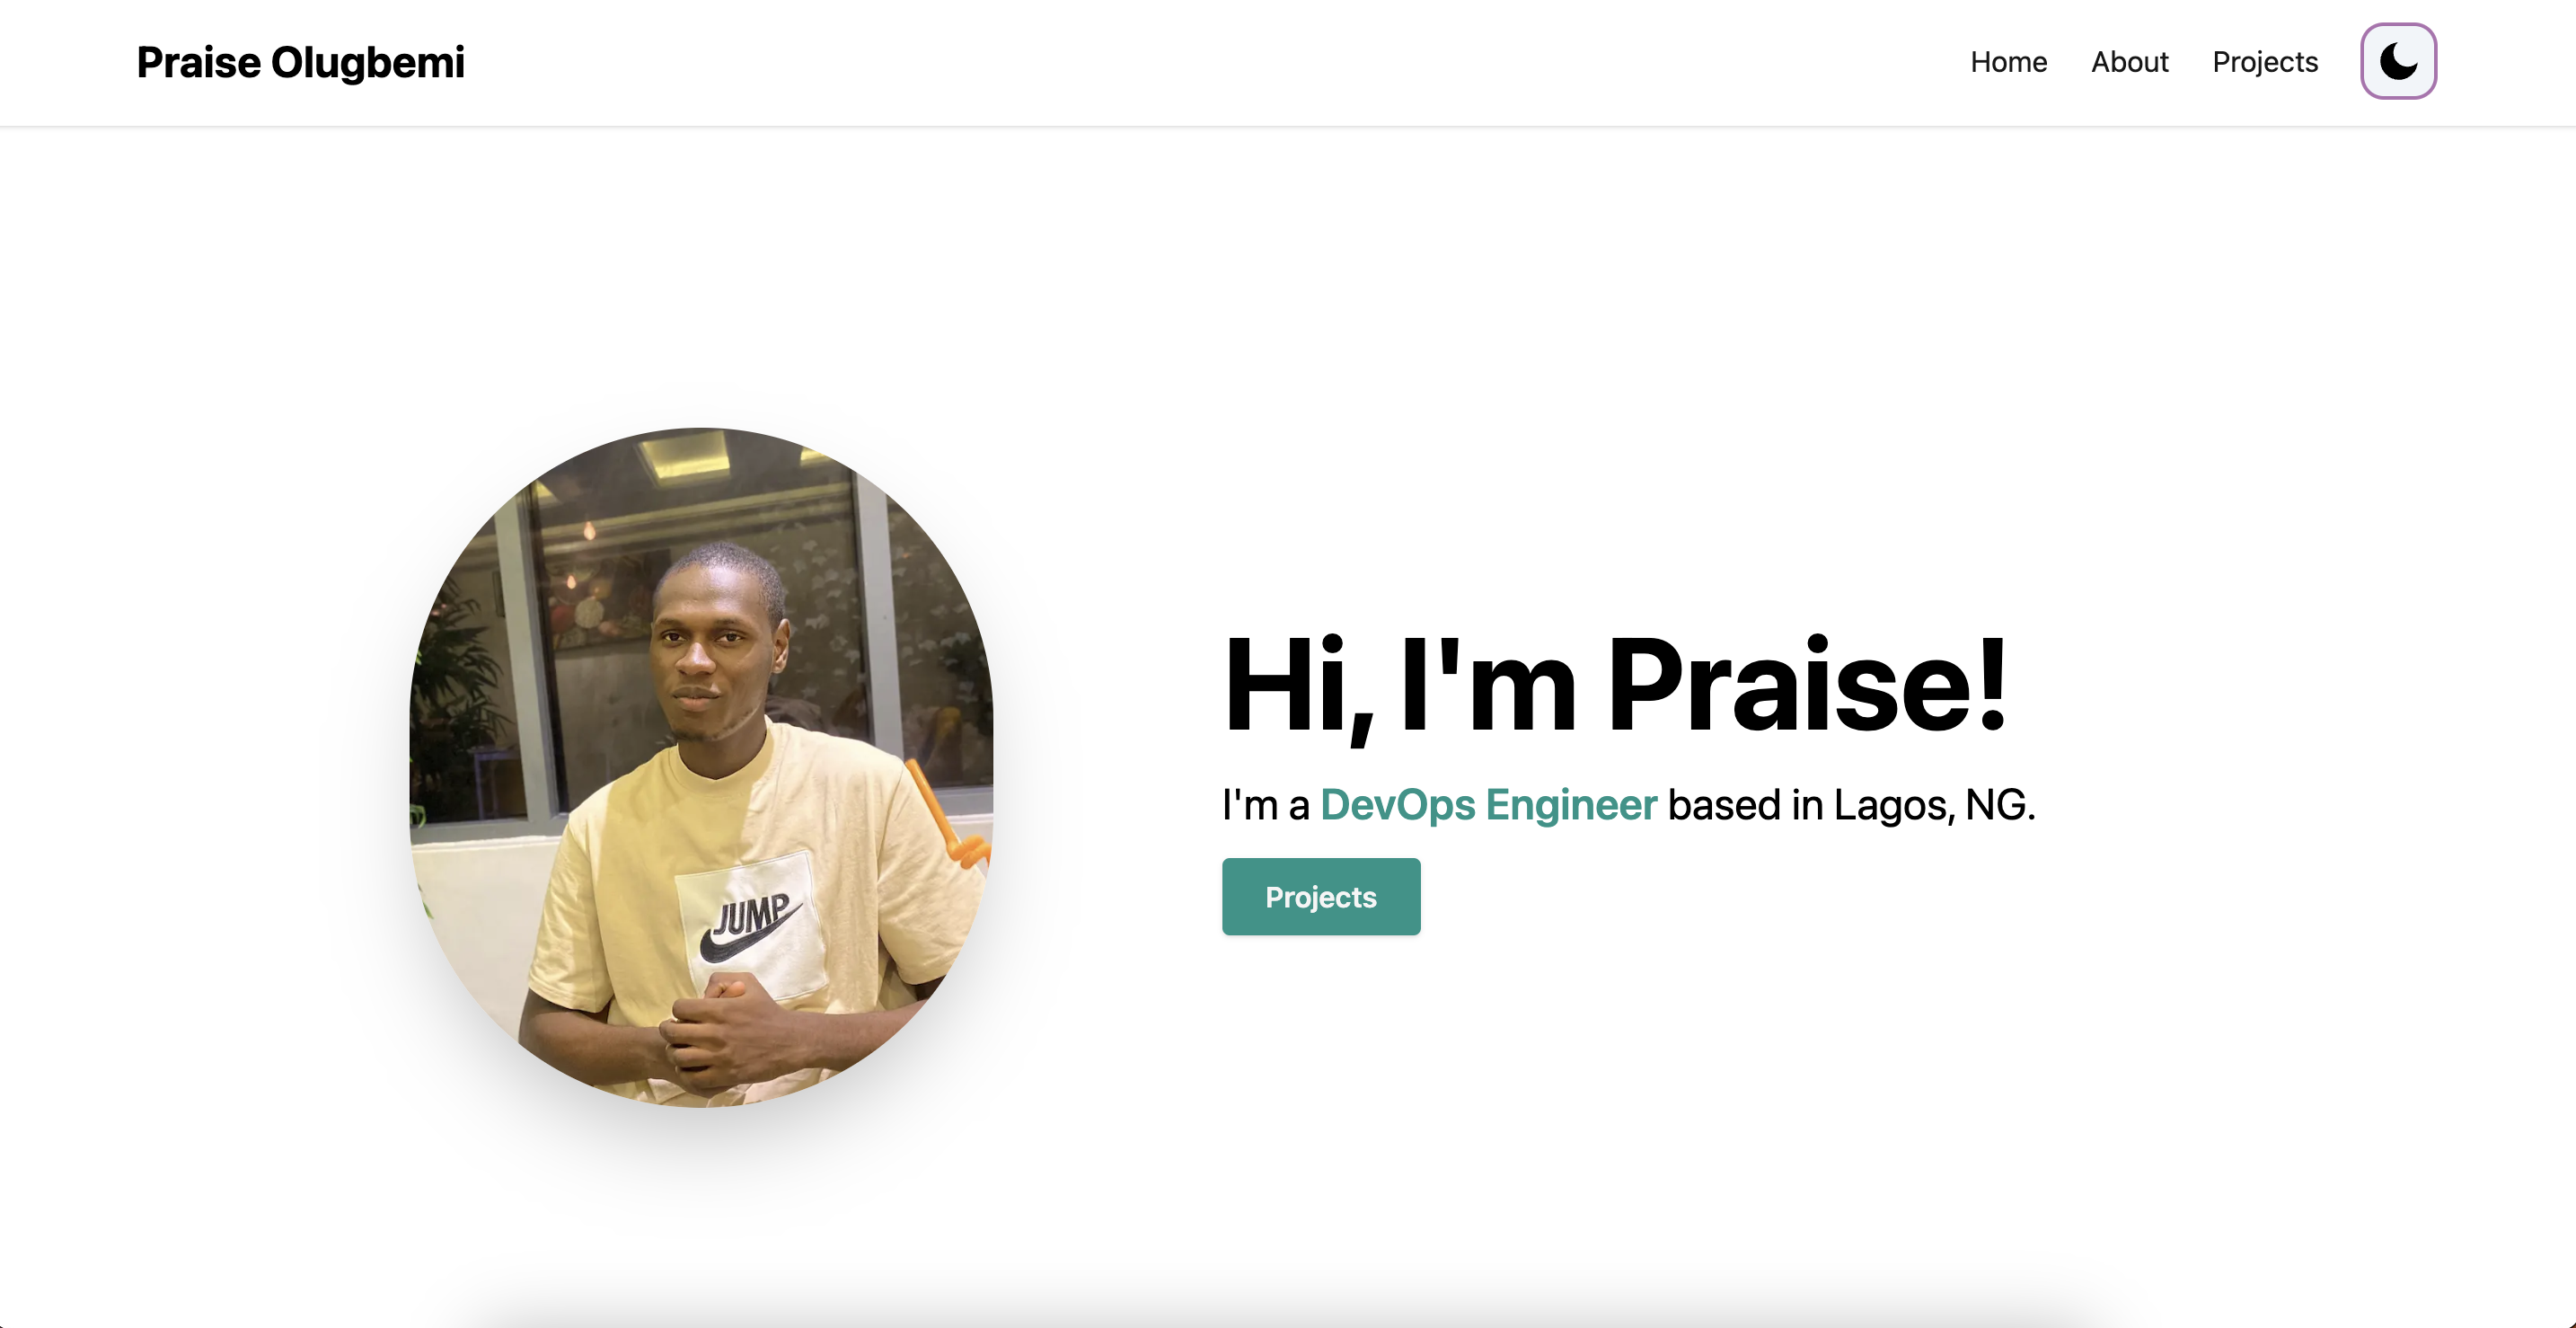 Praise Olugbemi
Home About Projects
Hi, I'm Praise!
I'm a DevOps Engineer based in Lagos, NG.
Projects
JUMP